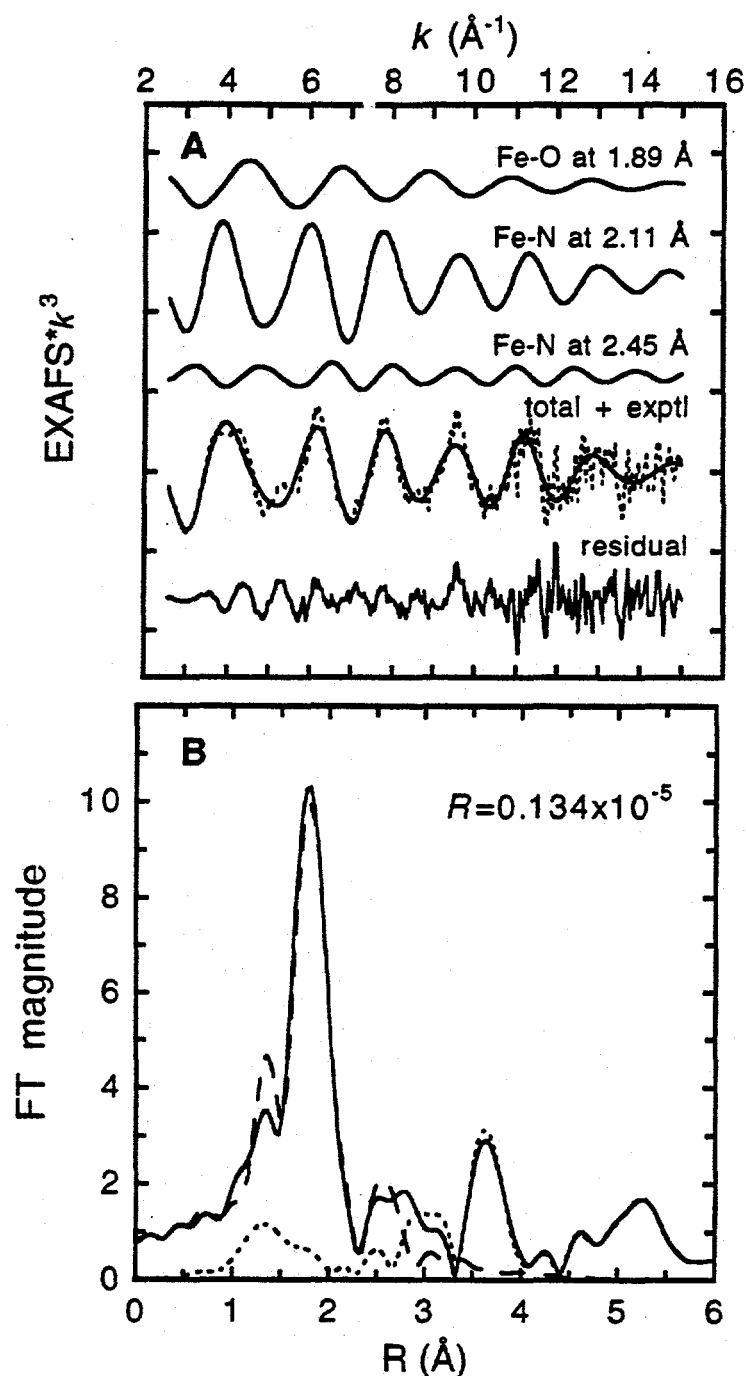 k (Å⁻¹)
2 4 6 8 10 12 14 16
A
Fe-O at 1.89 Å
Fe-N at 2.11 Å
Fe-N at 2.45 Å
total + exptl
residual
EXAFS*k³
B
R=0.134x10⁻⁵
10
8
6
4
2
0
FT magnitude
0 1 2 3 4 5 6
R (Å)